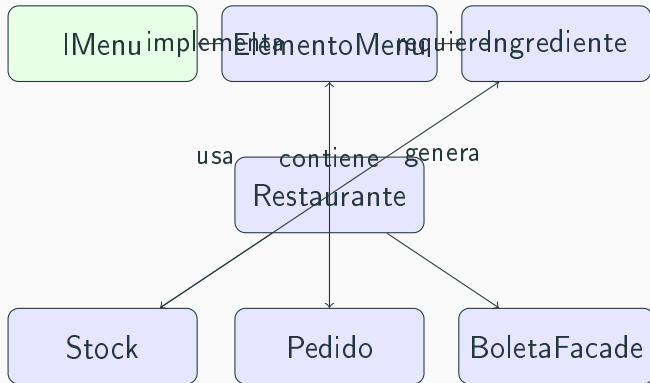 IMenu
implementa
ElementoMenu
requiere
Ingrediente
usa
contiene
genera
Restaurante
Stock
Pedido
BoletaFacade